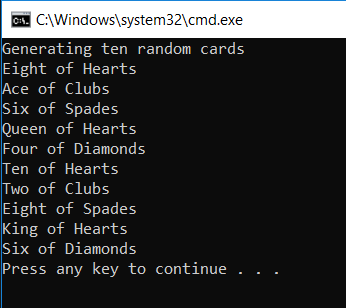 C:\Windows\system32\cmd.exe
Generating ten random cards
Eight of Hearts
Ace of Clubs
Six of Spades
Queen of Hearts
Four of Diamonds
Ten of Hearts
Two of Clubs
Eight of Spades
King of Hearts
Six of Diamonds
Press any key to continue . . .